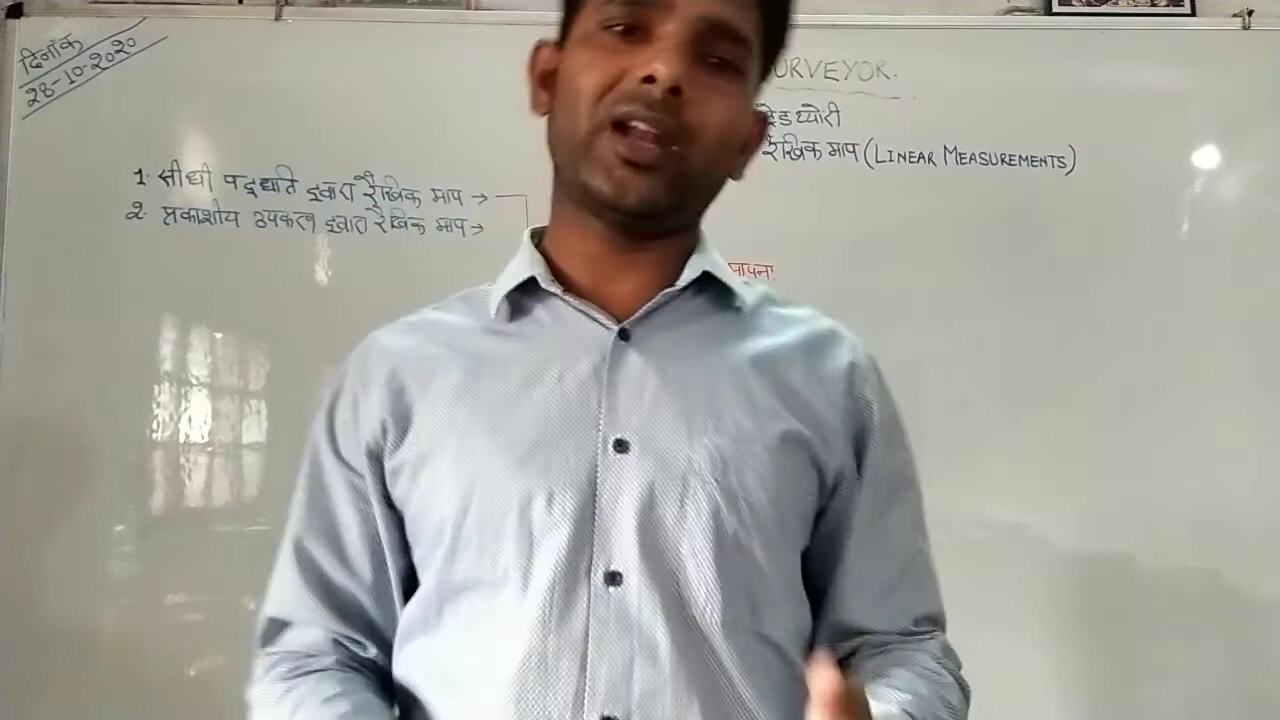 दिनाँक
28-10-2020
URVEYOR.
ट्रेड थ्योरी
रैखिक माप (LINEAR MEASUREMENTS)
1. सीधी पद्धति द्वारा रैखिक माप →
2. प्रकाशीय उपकरण द्वारा रैखिक माप →
मापना